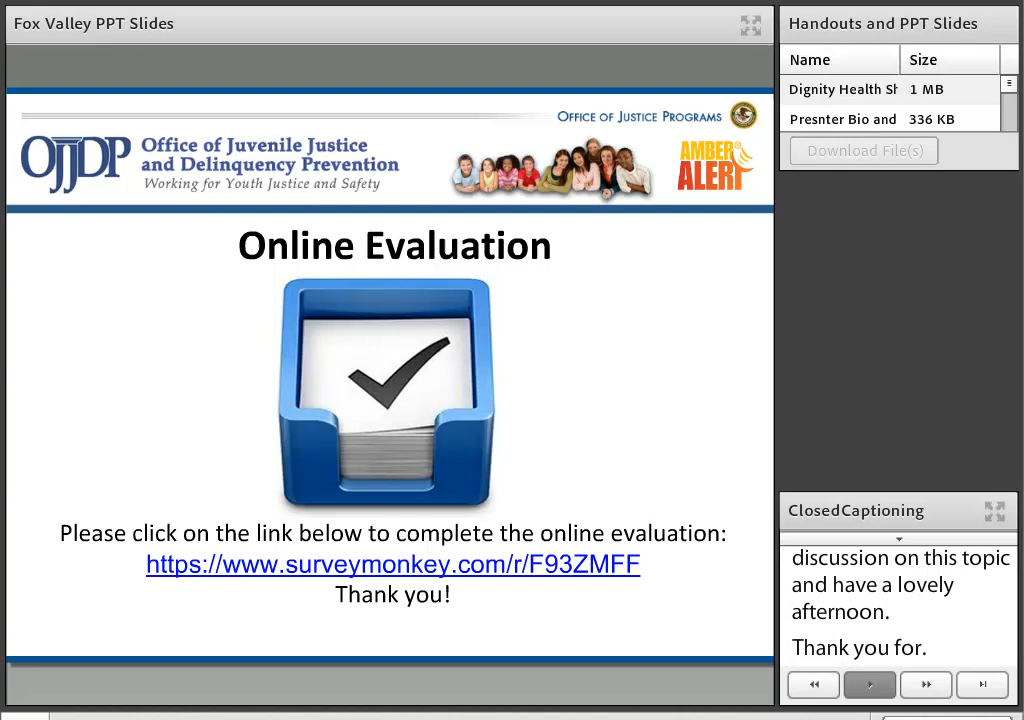 Fox Valley PPT Slides
OFFICE OF JUSTICE PROGRAMS
OJJDP
Office of Juvenile Justice
and Delinquency Prevention
Working for Youth Justice and Safety
AMBER
ALERT
Online Evaluation
Please click on the link below to complete the online evaluation:
https://www.surveymonkey.com/r/F93ZMFF
Thank you!
Handouts and PPT Slides
Name Size
Dignity Health Sh 1 MB
Presnter Bio and 336 KB
Download File(s)
ClosedCaptioning
discussion on this topic
and have a lovely
afternoon.
Thank you for.